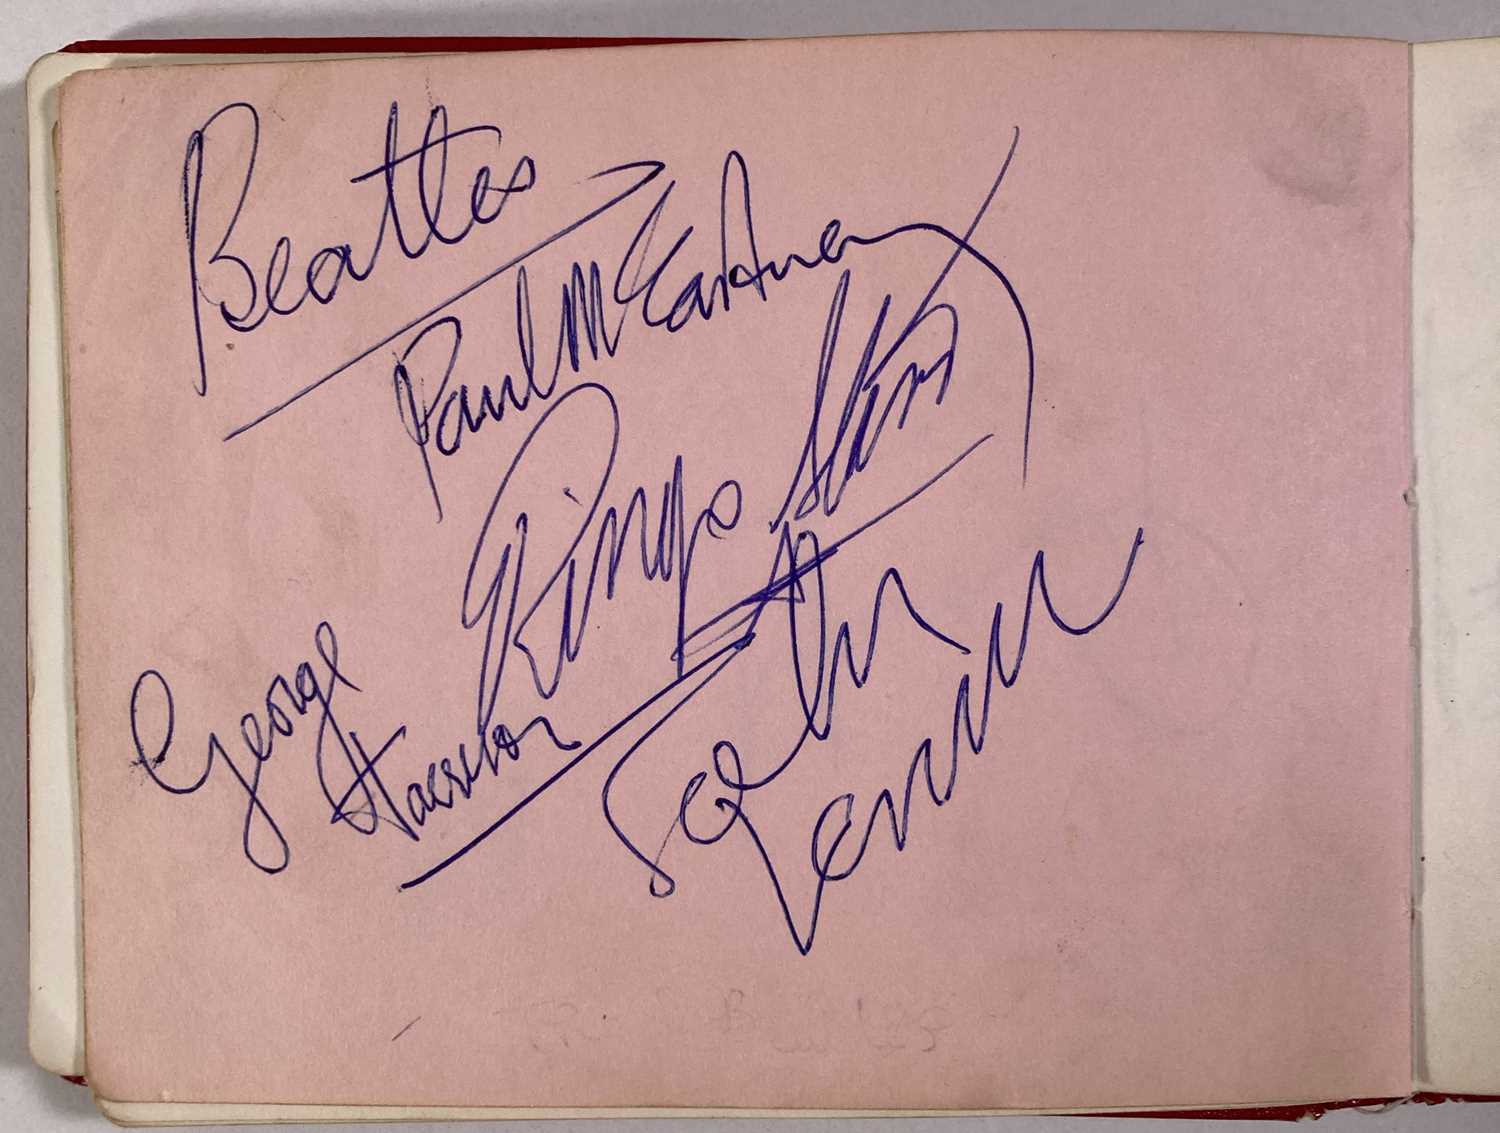 Beatles
Paul McCartney
Ringo Starr
George
Harrison
John
Lennon